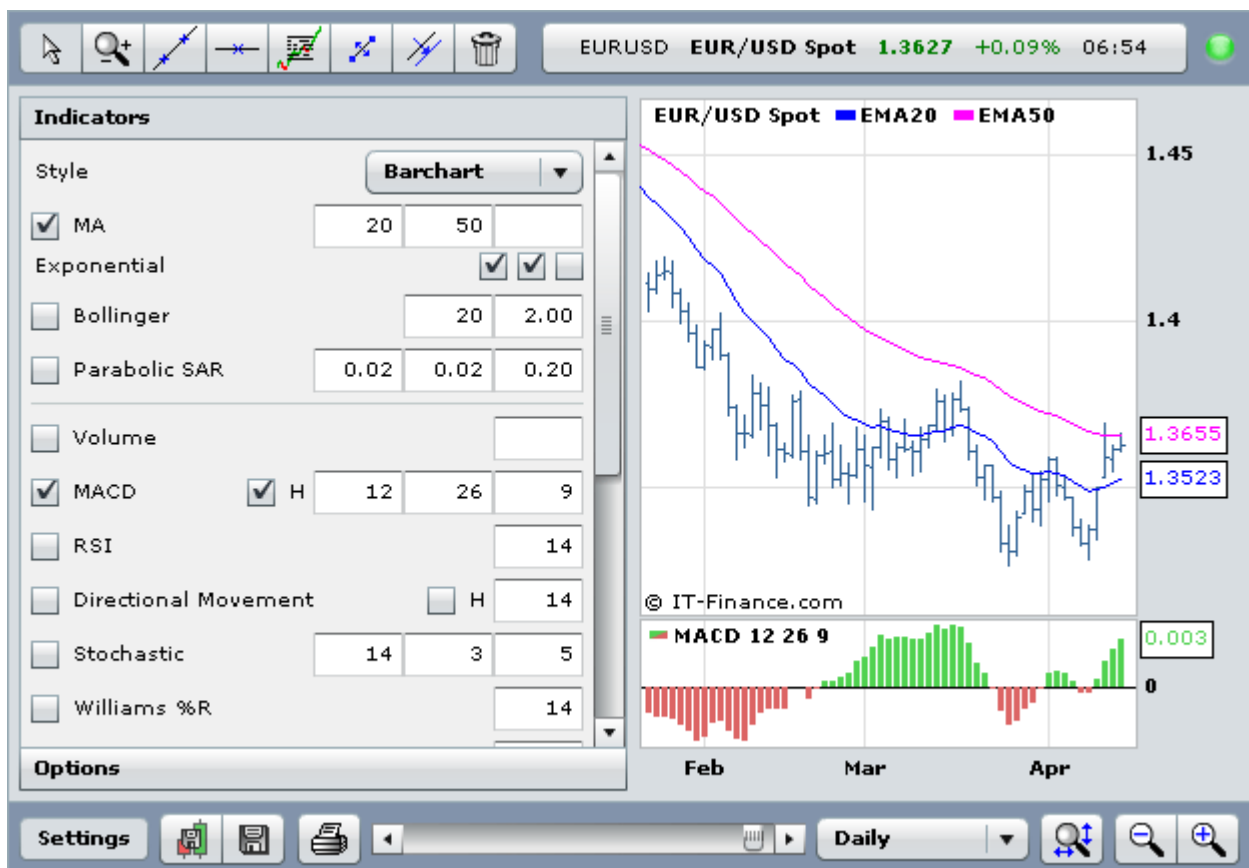 EURUSD EUR/USD Spot 1.3627 +0.09% 06:54
Indicators
Style Barchart
MA 20 50
Exponential
Bollinger 20 2.00
Parabolic SAR 0.02 0.02 0.20
Volume
MACD H 12 26 9
RSI 14
Directional Movement H 14
Stochastic 14 3 5
Williams %R 14
Options
EUR/USD Spot EMA20 EMA50
1.45
1.4
1.3655
1.3523
© IT-Finance.com
MACD 12 26 9
0.003
0
Feb Mar Apr
Settings Daily